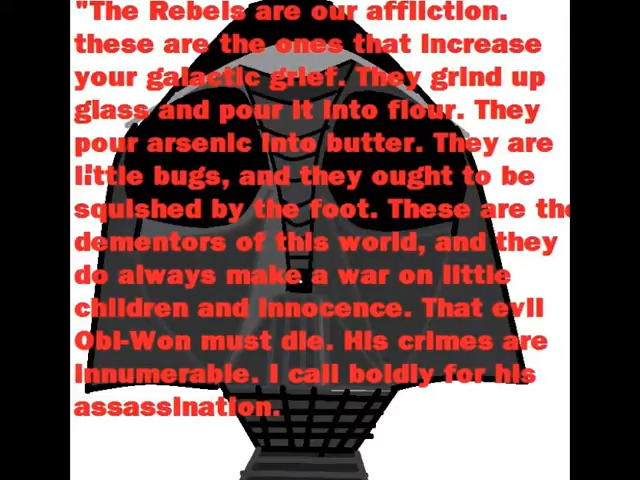 "The Rebels are our affliction.
these are the ones that increase
your galactic grief. They grind up
glass and pour it into flour. They
pour arsenic into butter. They are
little bugs, and they ought to be
squished by the foot. These are the
dementors of this world, and they
do always make a war on little
children and innocence. That evil
Obi-Won must die. His crimes are
innumerable. I call boldly for his
assassination.